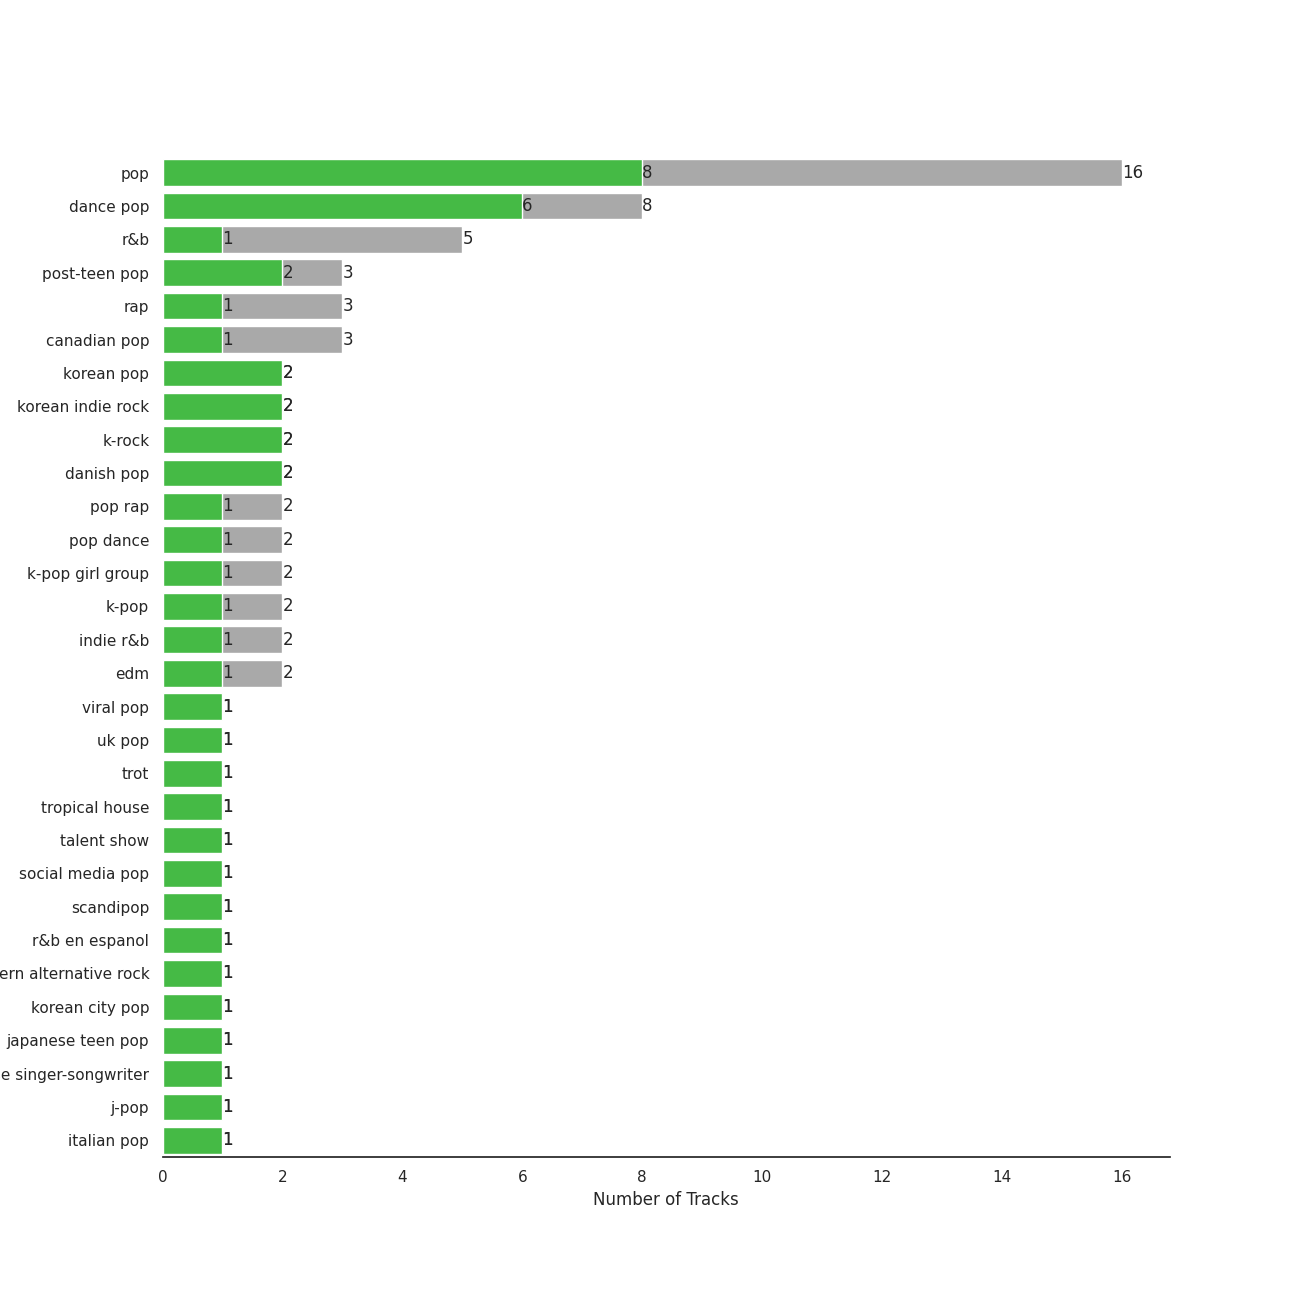 pop 8 16
dance pop 6 8
r&b 1 5
post-teen pop 2 3
rap 1 3
canadian pop 1 3
korean pop 2
korean indie rock 2
k-rock 2
danish pop 2
pop rap 1 2
pop dance 1 2
k-pop girl group 1 2
k-pop 1 2
indie r&b 1 2
edm 1 2
viral pop 1
uk pop 1
trot 1
tropical house 1
talent show 1
social media pop 1
scandipop 1
r&b en espanol 1
ern alternative rock 1
korean city pop 1
japanese teen pop 1
e singer-songwriter 1
j-pop 1
italian pop 1
0 2 4 6 8 10 12 14 16
Number of Tracks